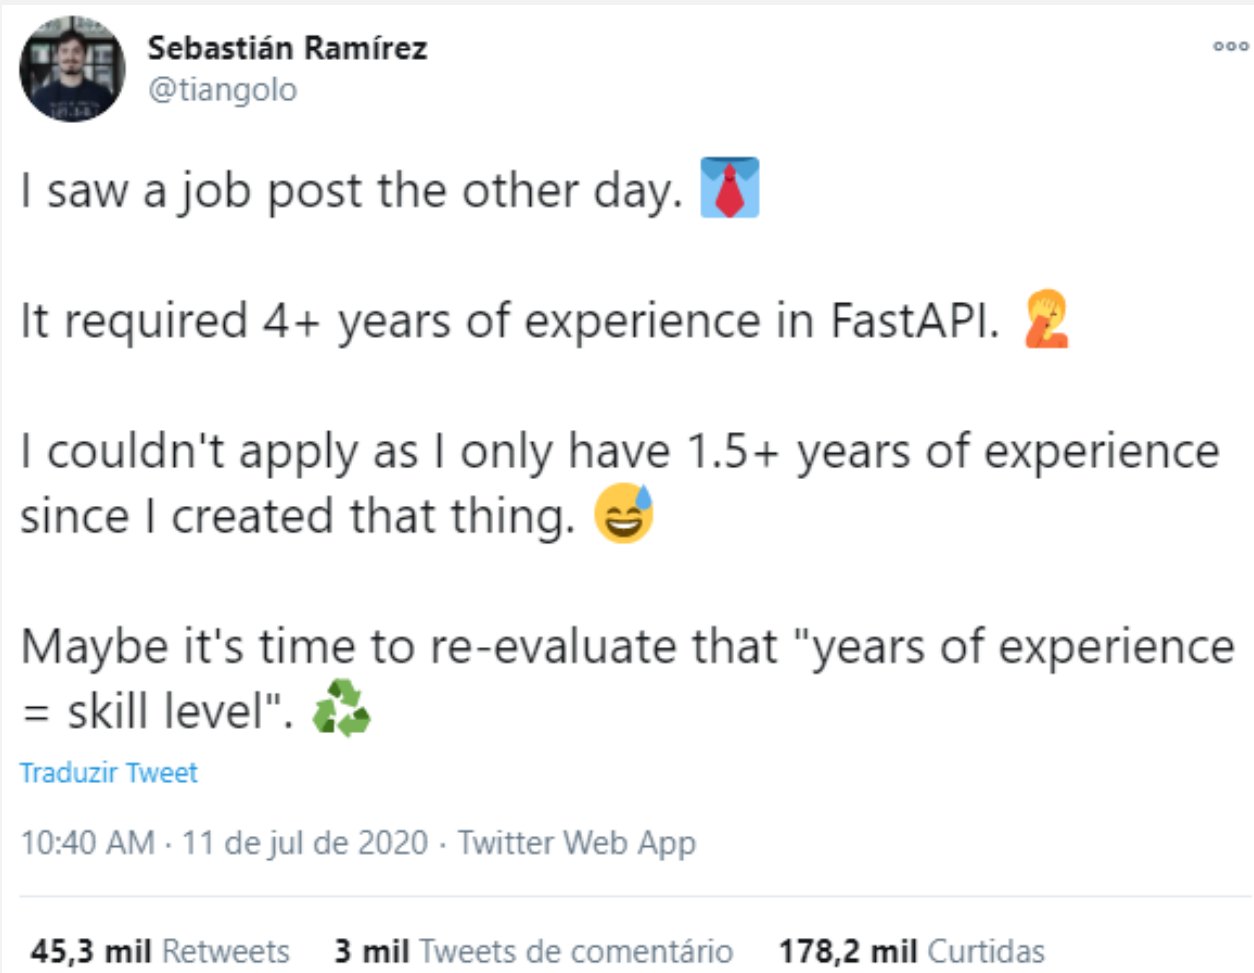 Sebastián Ramírez
@tiangolo
I saw a job post the other day. 👔
It required 4+ years of experience in FastAPI. 🤦
I couldn't apply as I only have 1.5+ years of experience
since I created that thing. 😅
Maybe it's time to re-evaluate that "years of experience
= skill level". ♻
Traduzir Tweet
10:40 AM · 11 de jul de 2020 · Twitter Web App
45,3 mil Retweets 3 mil Tweets de comentário 178,2 mil Curtidas